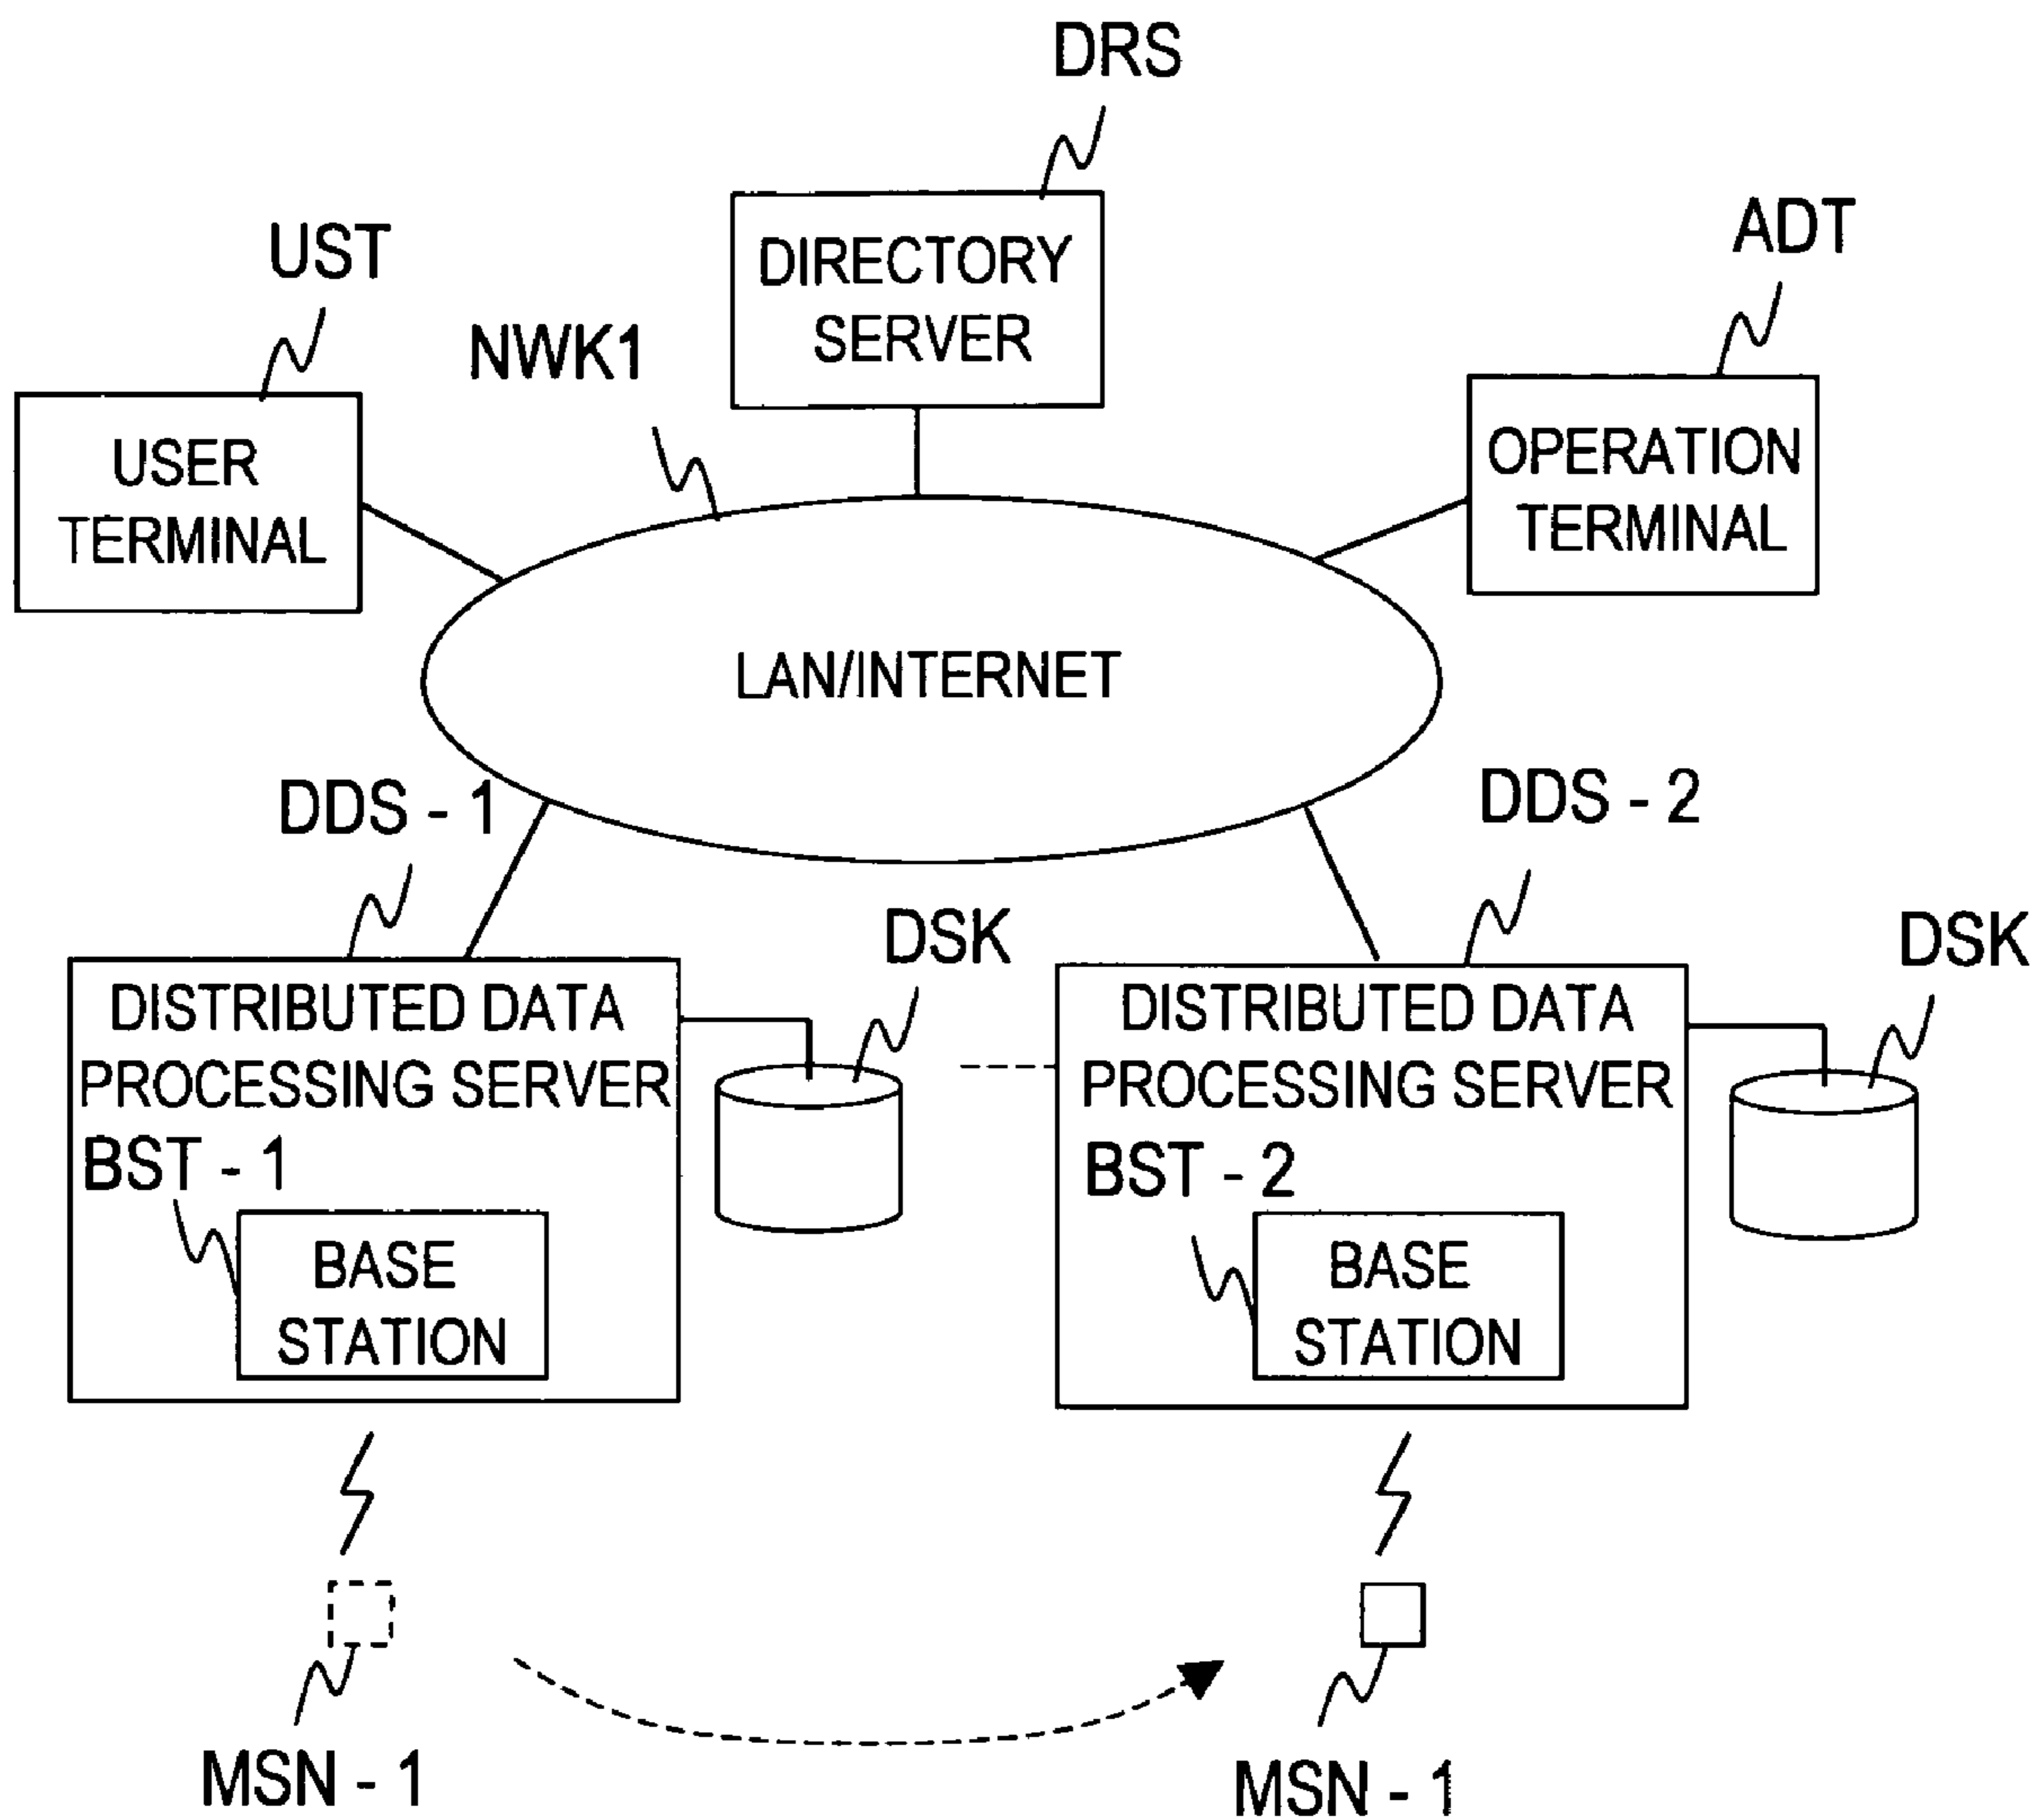 DRS
UST
ADT
DIRECTORY
SERVER
NWK1
USER
TERMINAL
OPERATION
TERMINAL
LAN/INTERNET
DDS - 1
DDS - 2
DSK
DSK
DISTRIBUTED DATA
PROCESSING SERVER
BST - 1
BASE
STATION
DISTRIBUTED DATA
PROCESSING SERVER
BST - 2
BASE
STATION
MSN - 1
MSN - 1